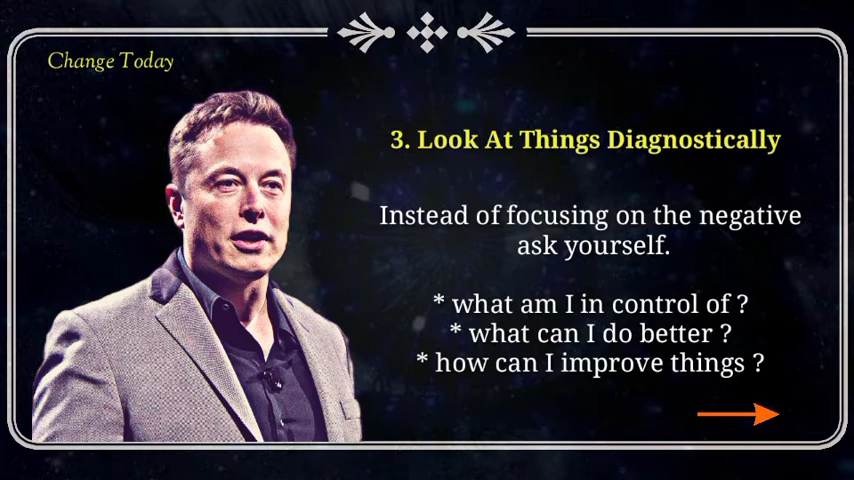 Change Today
3. Look At Things Diagnostically
Instead of focusing on the negative
ask yourself.
* what am I in control of ?
* what can I do better ?
* how can I improve things ?